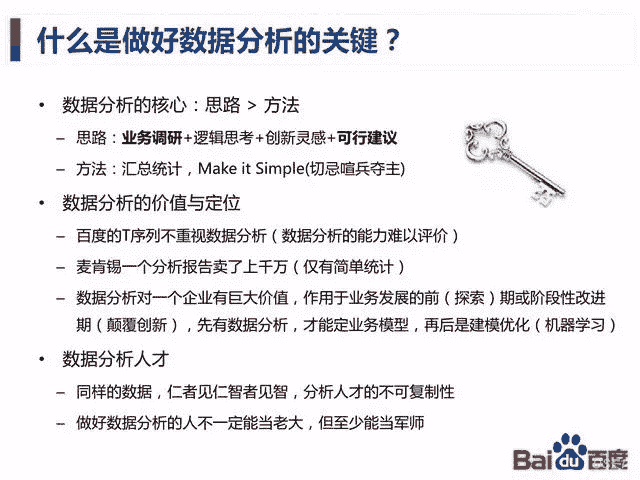 什么是做好数据分析的关键？
• 数据分析的核心：思路 > 方法
– 思路：业务调研+逻辑思考+创新灵感+可行建议
– 方法：汇总统计，Make it Simple(切忌喧兵夺主)
• 数据分析的价值与定位
– 百度的T序列不重视数据分析（数据分析的能力难以评价）
– 麦肯锡一个分析报告卖了上千万（仅有简单统计）
– 数据分析对一个企业有巨大价值，作用于业务发展的前（探索）期或阶段性改进
期（颠覆创新），先有数据分析，才能定业务模型，再后是建模优化（机器学习）
• 数据分析人才
– 同样的数据，仁者见仁智者见智，分析人才的不可复制性
– 做好数据分析的人不一定能当老大，但至少能当军师
Bai du 百度